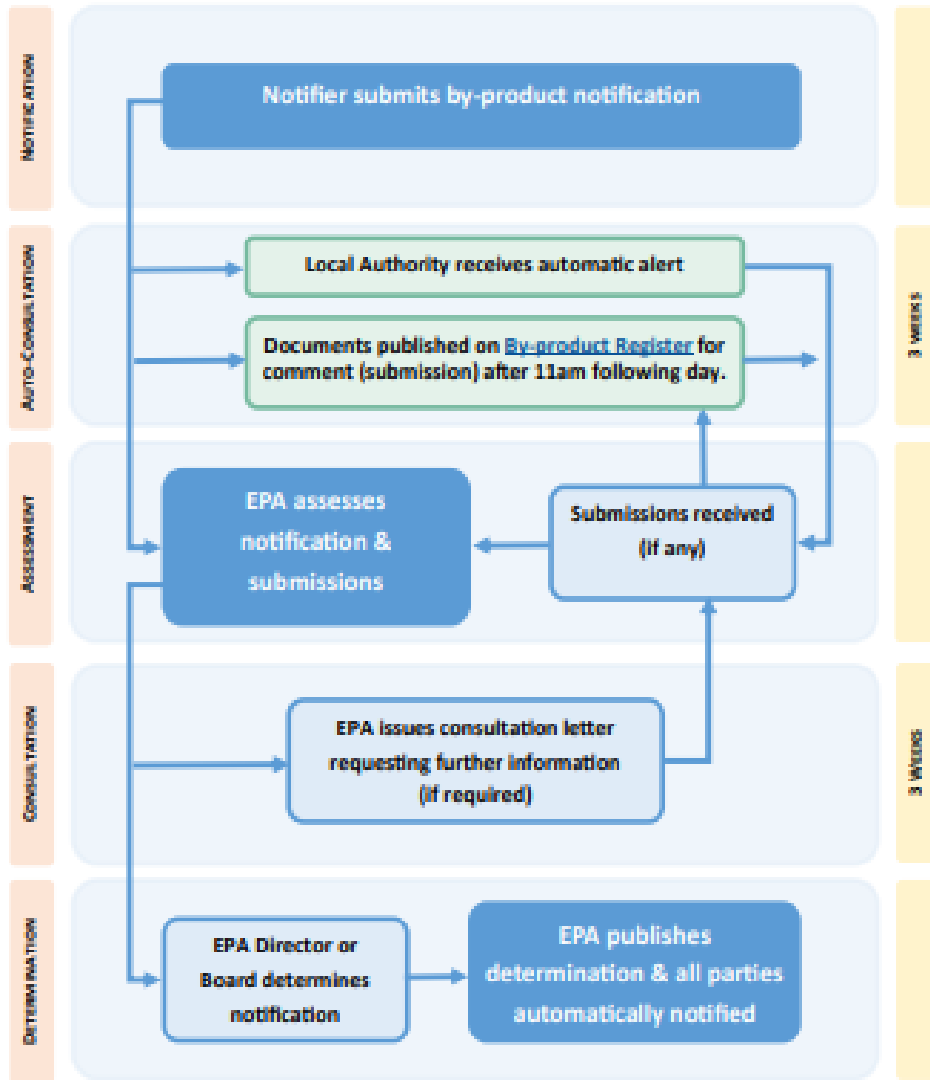 NOTIFICATION
Notifier submits by-product notification
AUTO-CONSULTATION
Local Authority receives automatic alert
Documents published on By-product Register for
comment (submission) after 11am following day.
3 WEEKS
ASSESSMENT
EPA assesses
notification &
submissions
Submissions received
(if any)
CONSULTATION
EPA issues consultation letter
requesting further information
(if required)
3 WEEKS
DETERMINATION
EPA Director or
Board determines
notification
EPA publishes
determination & all parties
automatically notified